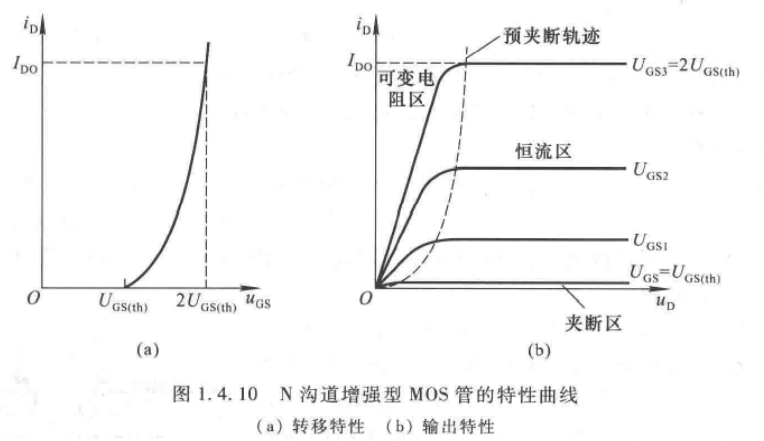 iD
IDO
O
UGS(th)
2UGS(th)
uGS
(a)
iD
IDO
可变电
阻区
预夹断轨迹
恒流区
UGS3=2UGS(th)
UGS2
UGS1
UGS=UGS(th)
O
夹断区
uD
(b)
图 1.4.10 N 沟道增强型 MOS 管的特性曲线
(a) 转移特性 (b) 输出特性